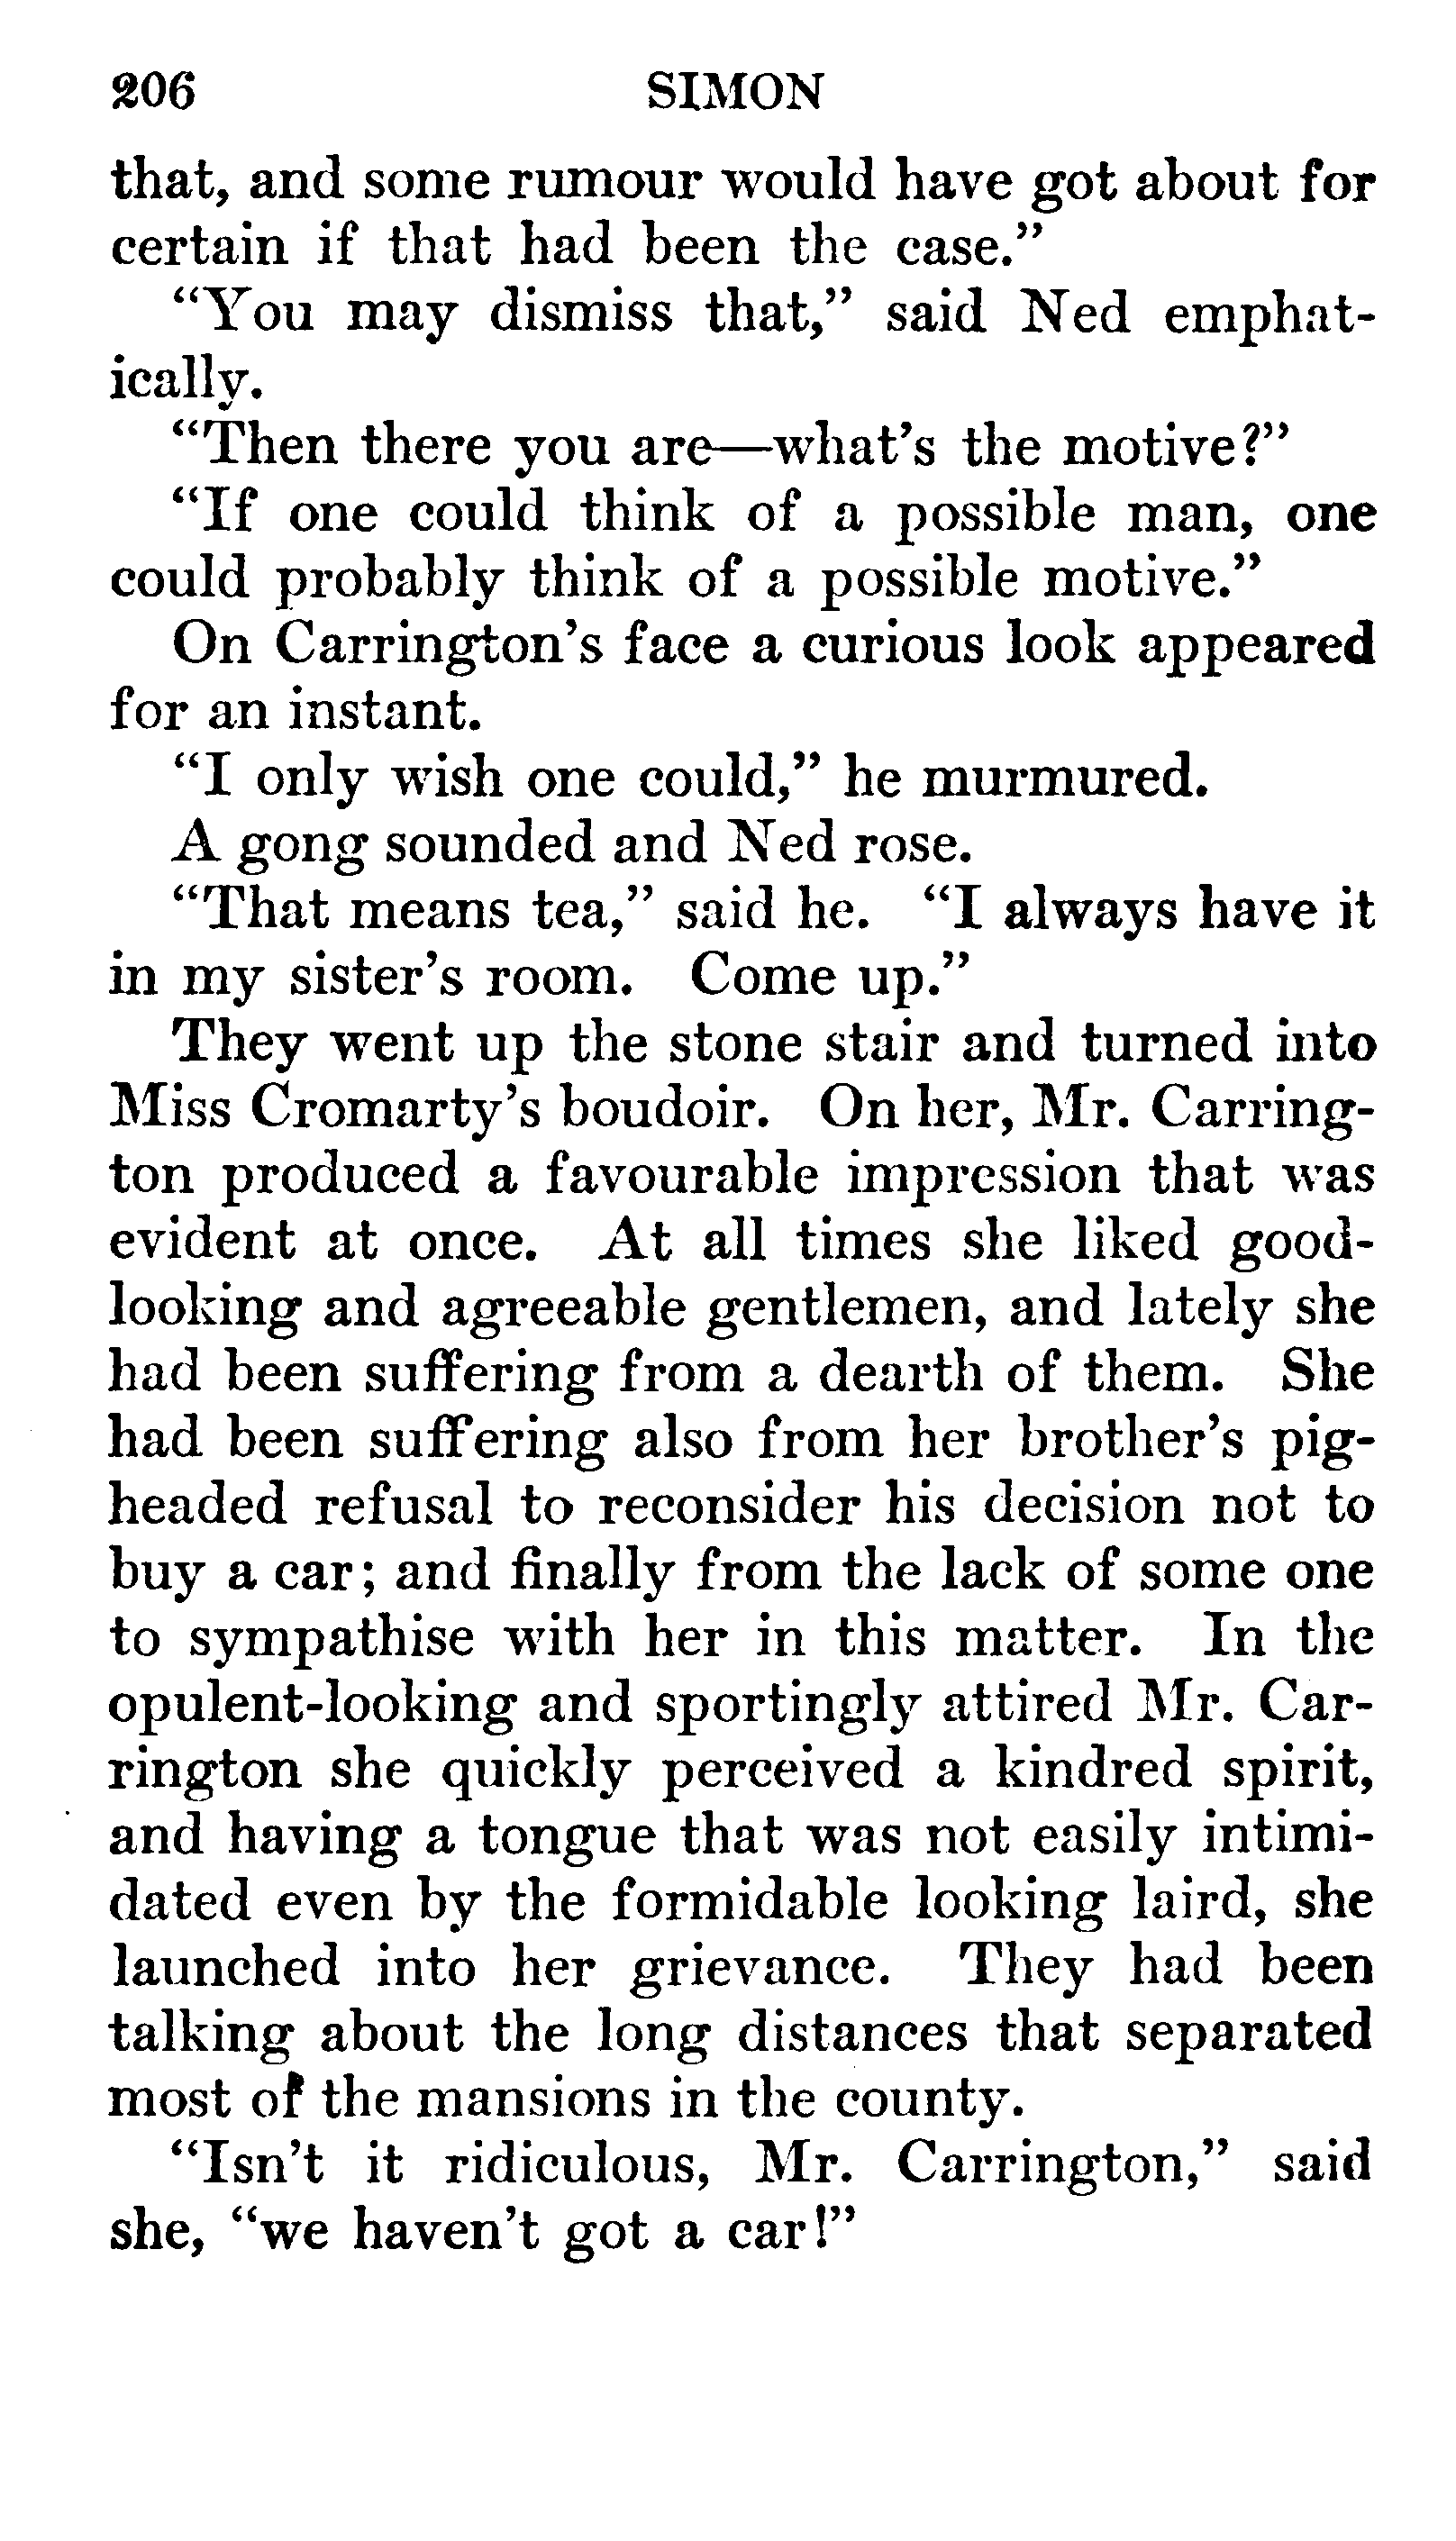 206 SIMON
that, and some rumour would have got about for
certain if that had been the case."
"You may dismiss that," said Ned emphat-
ically.
"Then there you are—what's the motive?"
"If one could think of a possible man, one
could probably think of a possible motive."
On Carrington's face a curious look appeared
for an instant.
"I only wish one could," he murmured.
A gong sounded and Ned rose.
"That means tea," said he. "I always have it
in my sister's room. Come up."
They went up the stone stair and turned into
Miss Cromarty's boudoir. On her, Mr. Carring-
ton produced a favourable impression that was
evident at once. At all times she liked good-
looking and agreeable gentlemen, and lately she
had been suffering from a dearth of them. She
had been suffering also from her brother's pig-
headed refusal to reconsider his decision not to
buy a car; and finally from the lack of some one
to sympathise with her in this matter. In the
opulent-looking and sportingly attired Mr. Car-
rington she quickly perceived a kindred spirit,
and having a tongue that was not easily intimi-
dated even by the formidable looking laird, she
launched into her grievance. They had been
talking about the long distances that separated
most of the mansions in the county.
"Isn't it ridiculous, Mr. Carrington," said
she, "we haven't got a car!"